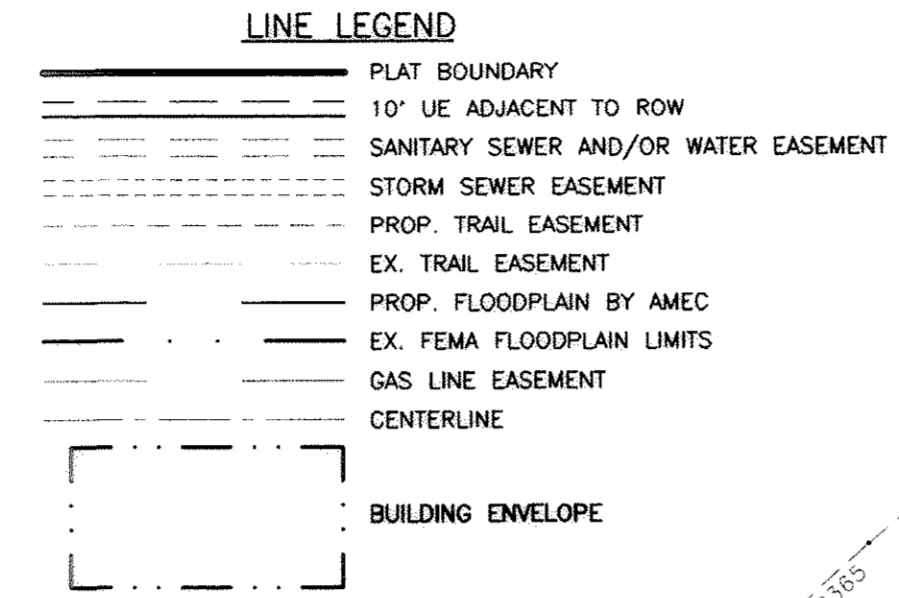 LINE LEGEND
PLAT BOUNDARY
10' UE ADJACENT TO ROW
SANITARY SEWER AND/OR WATER EASEMENT
STORM SEWER EASEMENT
PROP. TRAIL EASEMENT
EX. TRAIL EASEMENT
PROP. FLOODPLAIN BY AMEC
EX. FEMA FLOODPLAIN LIMITS
GAS LINE EASEMENT
CENTERLINE
BUILDING ENVELOPE